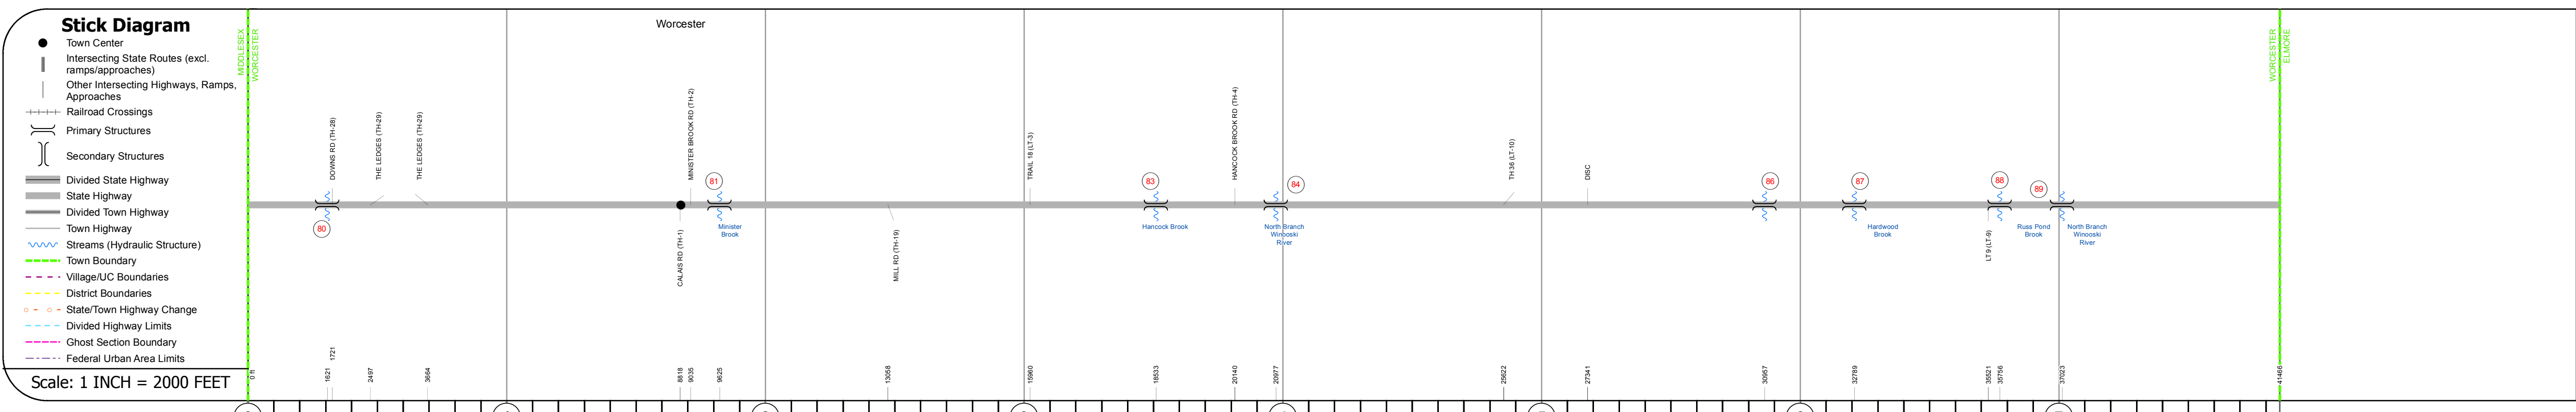 Stick Diagram
Town Center
Intersecting State Routes (excl.
ramps/approaches)
Other Intersecting Highways, Ramps,
Approaches
Railroad Crossings
Primary Structures
Secondary Structures
Divided State Highway
State Highway
Divided Town Highway
Town Highway
Streams (Hydraulic Structure)
Town Boundary
Village/UC Boundaries
District Boundaries
State/Town Highway Change
Divided Highway Limits
Ghost Section Boundary
Federal Urban Area Limits
Scale: 1 INCH = 2000 FEET
Worcester
MIDDLESEX
WORCESTER
WORCESTER
ELMORE
DOWNS RD (TH-28)
THE LEDGES (TH-29)
THE LEDGES (TH-29)
MINISTER BROOK RD (TH-2)
TRAIL 18 (LT-3)
HANCOCK BROOK RD (TH-4)
TH 36 (LT-10)
DISC
80
81
83
84
86
87
88
89
CALAIS RD (TH-1)
Minister
Brook
MILL RD (TH-19)
Hancock Brook
North Branch
Winooski
River
Hardwood
Brook
LT 9 (LT-9)
Russ Pond
Brook
North Branch
Winooski
River
0 ft
1621
1721
2497
3664
8818
9035
9625
13058
15960
18533
20140
20977
25622
27341
30957
32789
35521
35756
37023
41466